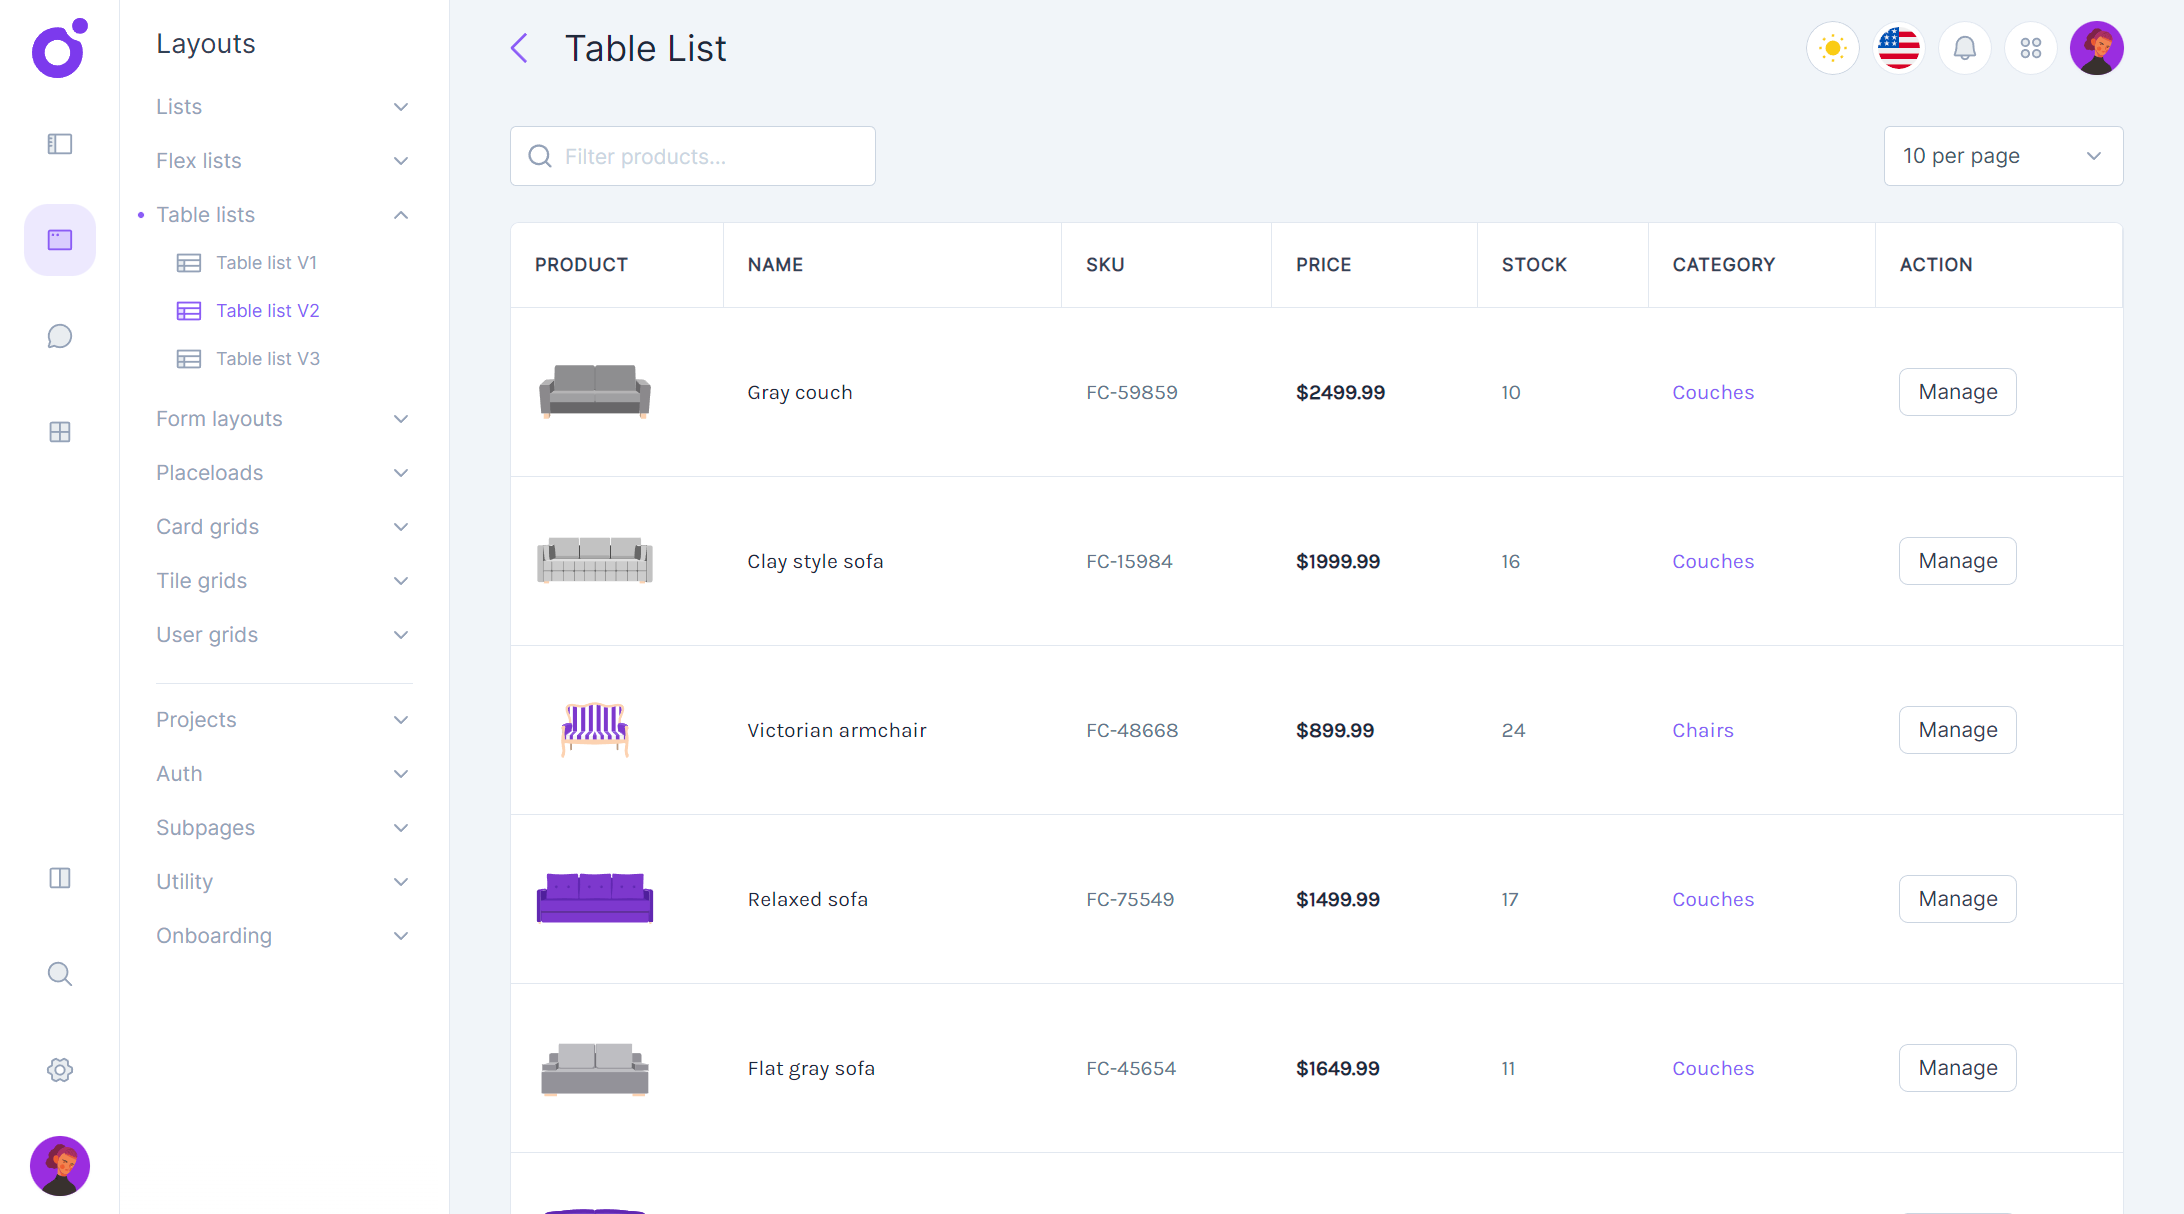 Layouts
Lists
Flex lists
Table lists
Table list V1
Table list V2
Table list V3
Form layouts
Placeloads
Card grids
Tile grids
User grids
Projects
Auth
Subpages
Utility
Onboarding
Table List
Filter products...
10 per page
PRODUCT NAME SKU PRICE STOCK CATEGORY ACTION
Gray couch FC-59859 $2499.99 10 Couches Manage
Clay style sofa FC-15984 $1999.99 16 Couches Manage
Victorian armchair FC-48668 $899.99 24 Chairs Manage
Relaxed sofa FC-75549 $1499.99 17 Couches Manage
Flat gray sofa FC-45654 $1649.99 11 Couches Manage